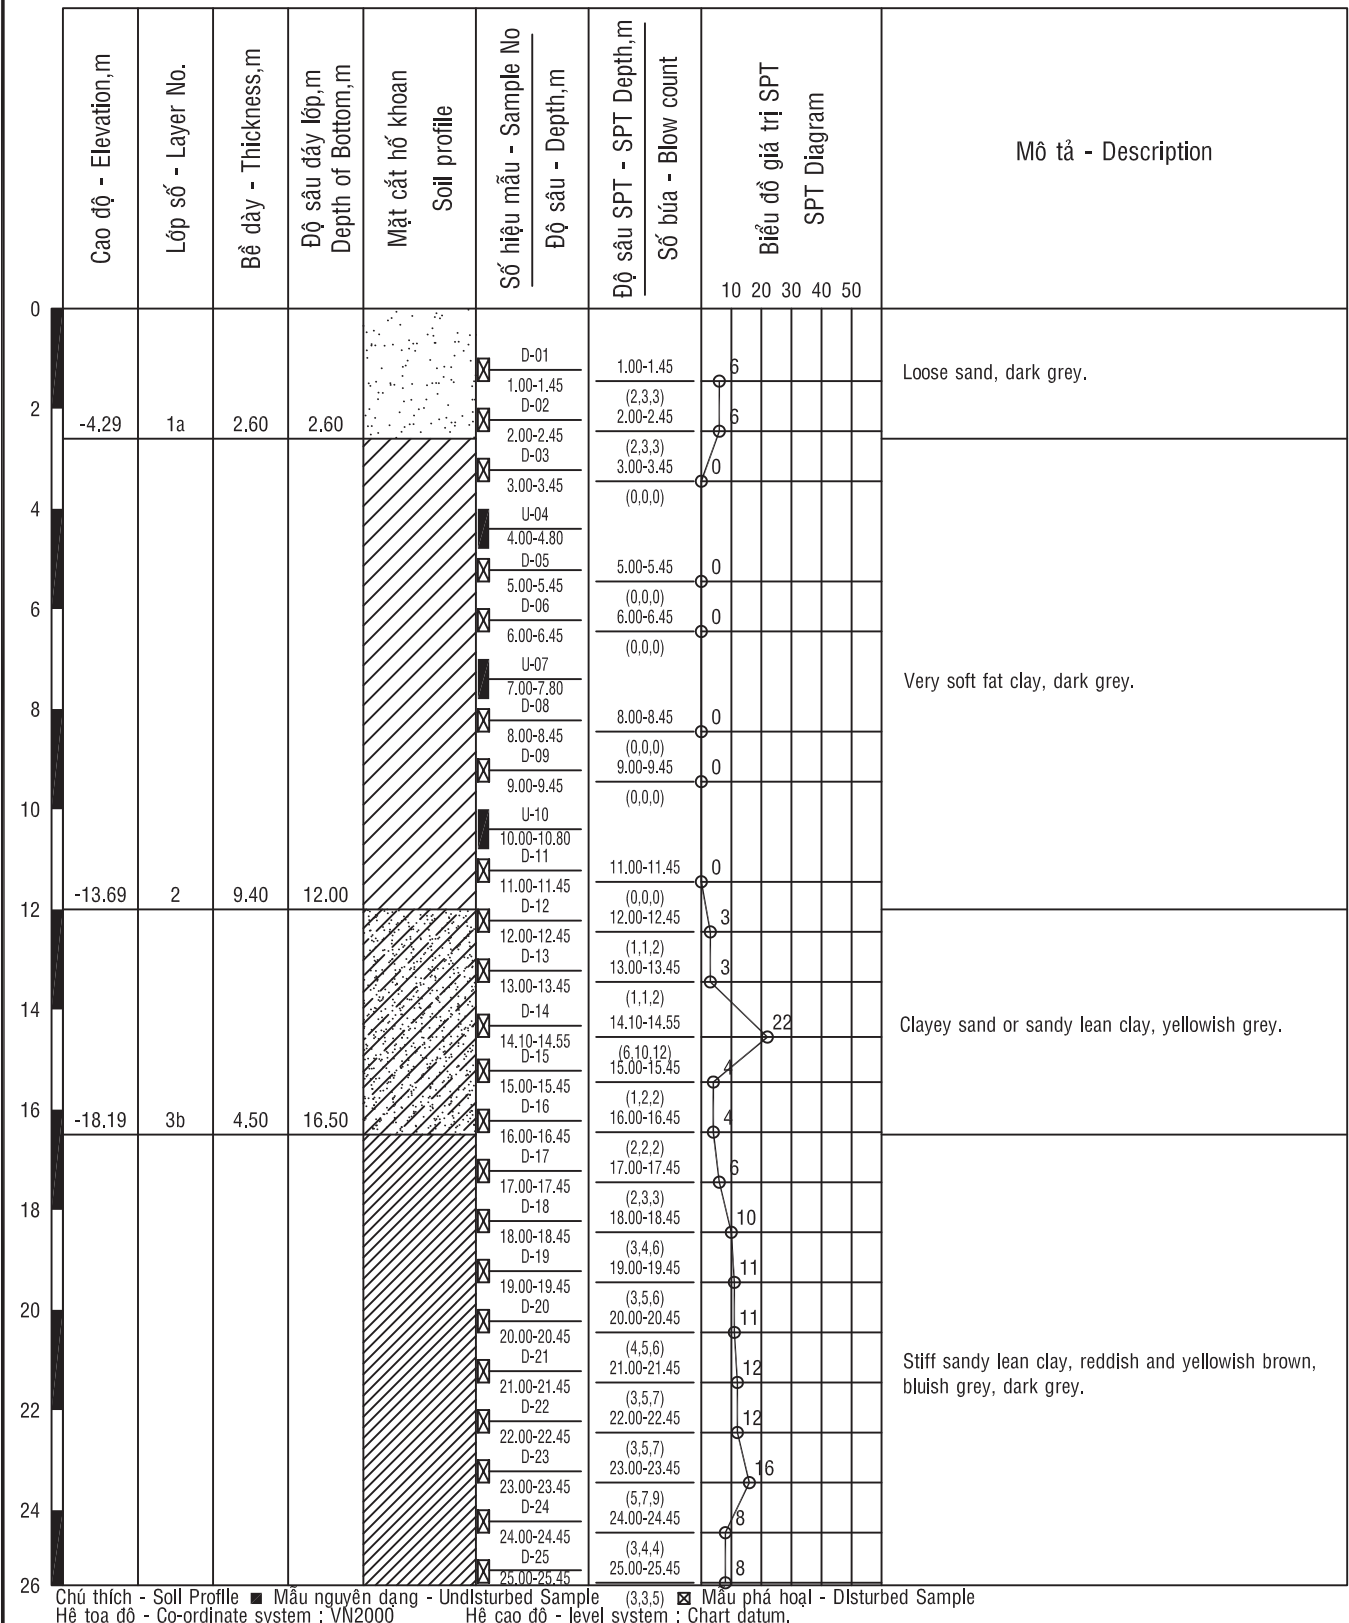 Cao độ - Elevation,m
Lớp số - Layer No.
Bề dày - Thickness,m
Độ sâu đáy lớp,m
Depth of Bottom,m
Mặt cắt hố khoan
Soil profile
Số hiệu mẫu - Sample No
Độ sâu - Depth,m
Độ sâu SPT - SPT Depth,m
Số búa - Blow count
Biểu đồ giá trị SPT
SPT Diagram
10 20 30 40 50
Mô tả - Description
0
D-01
1.00-1.45
1.00-1.45
(2,3,3)
6
Loose sand, dark grey.
2
D-02
2.00-2.45
2.00-2.45
(2,3,3)
6
-4.29 1a 2.60 2.60
D-03
3.00-3.45
3.00-3.45
(0,0,0)
0
4
U-04
4.00-4.80
D-05
5.00-5.45
5.00-5.45
(0,0,0)
0
6
D-06
6.00-6.45
6.00-6.45
(0,0,0)
0
U-07
7.00-7.80
Very soft fat clay, dark grey.
8
D-08
8.00-8.45
8.00-8.45
(0,0,0)
0
D-09
9.00-9.45
9.00-9.45
(0,0,0)
0
10
U-10
10.00-10.80
D-11
11.00-11.45
11.00-11.45
(0,0,0)
0
-13.69 2 9.40 12.00
12
D-12
12.00-12.45
12.00-12.45
(1,1,2)
3
D-13
13.00-13.45
13.00-13.45
(1,1,2)
3
14
D-14
14.10-14.55
14.10-14.55
(6,10,12)
22
Clayey sand or sandy lean clay, yellowish grey.
D-15
15.00-15.45
15.00-15.45
(1,2,2)
4
16
D-16
16.00-16.45
16.00-16.45
(2,2,2)
4
-18.19 3b 4.50 16.50
D-17
17.00-17.45
17.00-17.45
(2,3,3)
6
18
D-18
18.00-18.45
18.00-18.45
(3,4,6)
10
D-19
19.00-19.45
19.00-19.45
(3,5,6)
11
20
D-20
20.00-20.45
20.00-20.45
(4,5,6)
11
D-21
21.00-21.45
21.00-21.45
(3,5,7)
12
Stiff sandy lean clay, reddish and yellowish brown,
bluish grey, dark grey.
22
D-22
22.00-22.45
22.00-22.45
(3,5,7)
12
D-23
23.00-23.45
23.00-23.45
(5,7,9)
16
24
D-24
24.00-24.45
24.00-24.45
(3,4,4)
8
D-25
25.00-25.45
25.00-25.45
(3,3,5)
8
26
Chú thích - Soil Profile Mẫu nguyên dạng - Undisturbed Sample Mẫu phá hoại - Disturbed Sample
Hệ tọa độ - Co-ordinate system : VN2000 Hệ cao độ - level system : Chart datum.